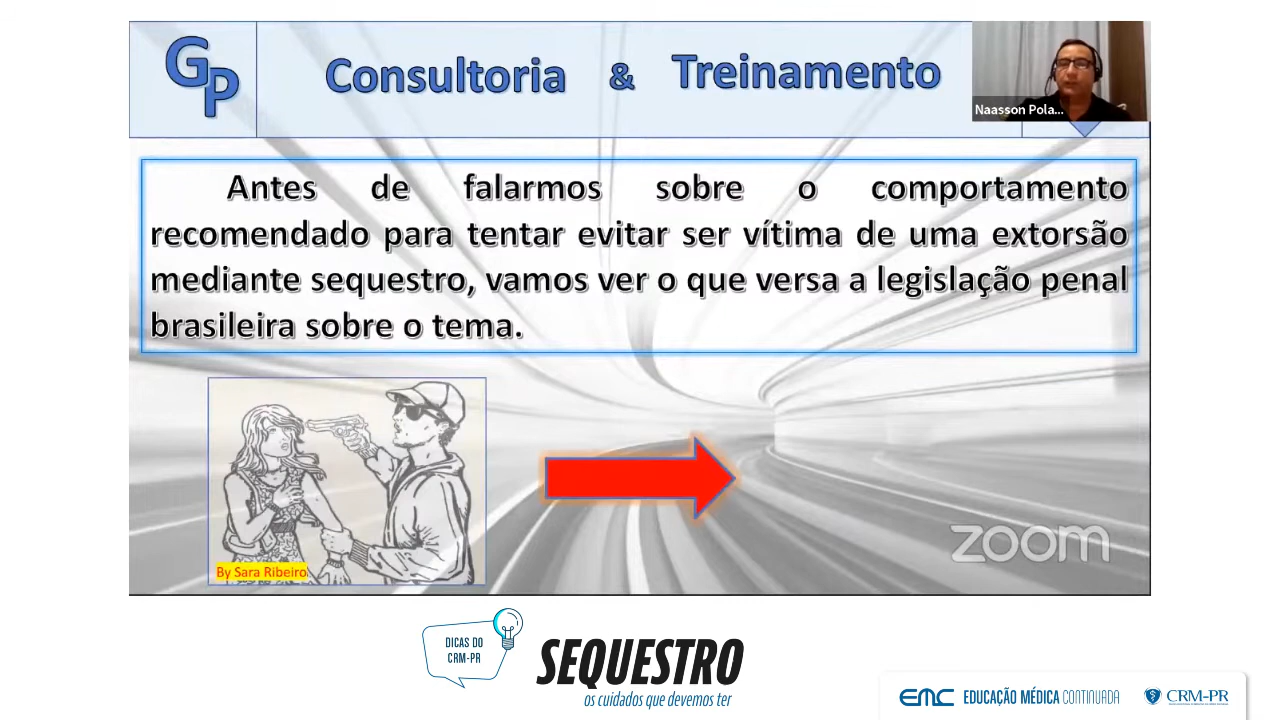 GP
Consultoria & Treinamento
Naasson Pola...
Antes de falarmos sobre o comportamento
recomendado para tentar evitar ser vítima de uma extorsão
mediante sequestro, vamos ver o que versa a legislação penal
brasileira sobre o tema.
By Sara Ribeiro
zoom
DICAS DO
CRM-PR
SEQUESTRO
os cuidados que devemos ter
EMC EDUCAÇÃO MÉDICA CONTINUADA
CRM-PR